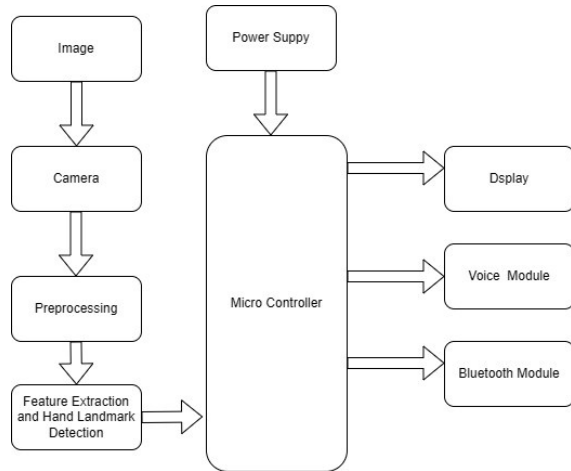 Image
Power Suppy
Camera
Dsplay
Voice Module
Preprocessing
Micro Controller
Bluetooth Module
Feature Extraction
and Hand Landmark
Detection